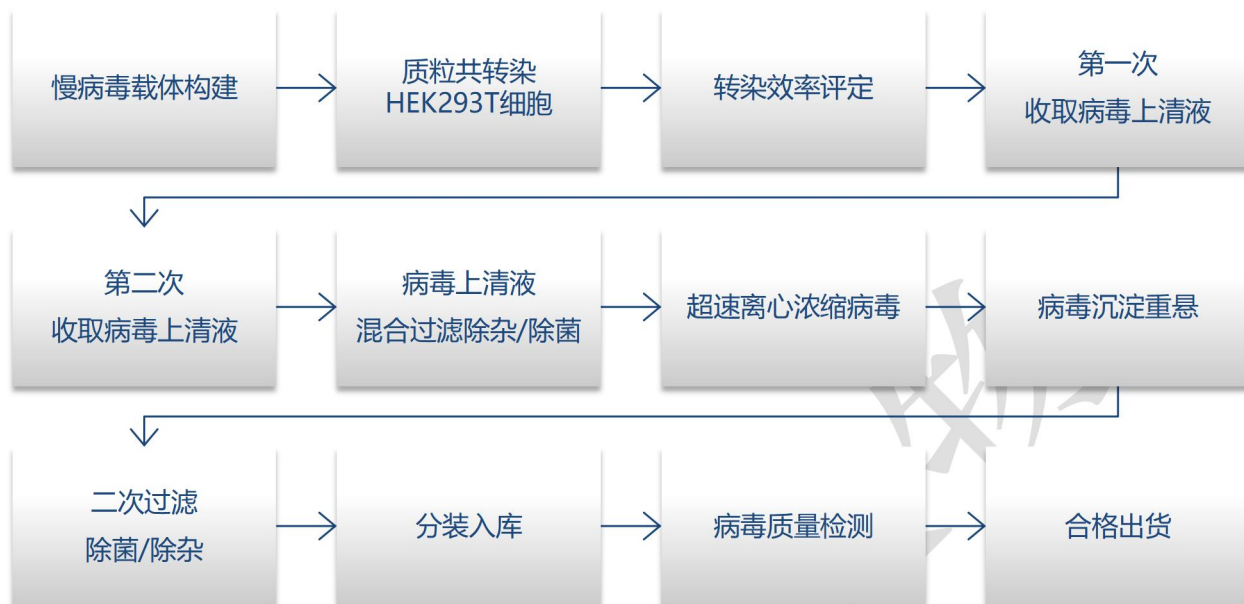 慢病毒载体构建
质粒共转染
HEK293T细胞
转染效率评定
第一次
收取病毒上清液
第二次
收取病毒上清液
病毒上清液
混合过滤除杂/除菌
超速离心浓缩病毒
病毒沉淀重悬
二次过滤
除菌/除杂
分装入库
病毒质量检测
合格出货